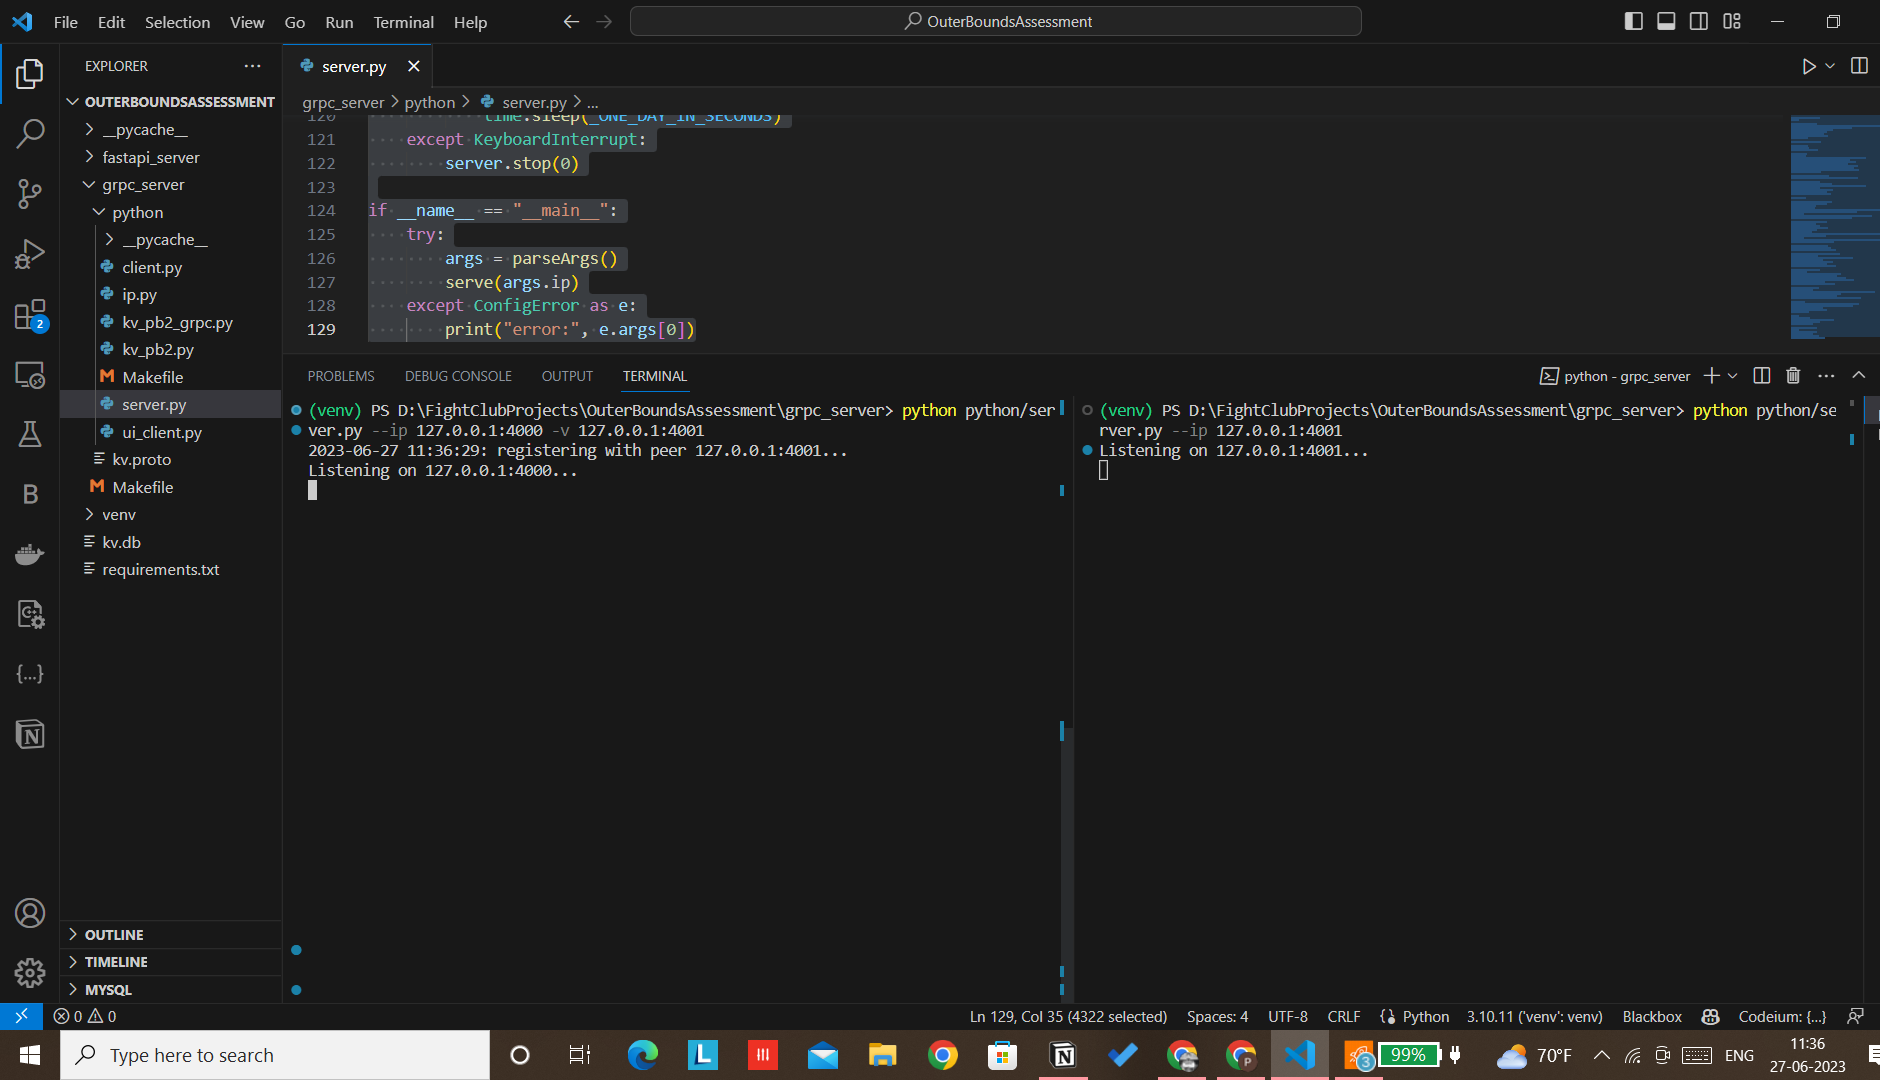 File Edit Selection View Go Run Terminal Help
OuterBoundsAssessment
EXPLORER
OUTERBOUNDSASSESSMENT
__pycache__
fastapi_server
grpc_server
python
__pycache__
client.py
ip.py
kv_pb2_grpc.py
kv_pb2.py
Makefile
server.py
ui_client.py
kv.proto
Makefile
venv
kv.db
requirements.txt
OUTLINE
TIMELINE
MYSQL
2
B
{...}
server.py
grpc_server > python > server.py > ...
120 time.sleep(_ONE_DAY_IN_SECONDS)
121 except KeyboardInterrupt:
122 server.stop(0)
123
124 if __name__ == "__main__":
125 try:
126 args = parseArgs()
127 serve(args.ip)
128 except ConfigError as e:
129 print("error:", e.args[0])
PROBLEMS DEBUG CONSOLE OUTPUT TERMINAL
python - grpc_server
(venv) PS D:\FightClubProjects\OuterBoundsAssessment\grpc_server> python python/ser
ver.py --ip 127.0.0.1:4000 -v 127.0.0.1:4001
2023-06-27 11:36:29: registering with peer 127.0.0.1:4001...
Listening on 127.0.0.1:4000...
(venv) PS D:\FightClubProjects\OuterBoundsAssessment\grpc_server> python python/se
rver.py --ip 127.0.0.1:4001
Listening on 127.0.0.1:4001...
0 0
Ln 129, Col 35 (4322 selected) Spaces: 4 UTF-8 CRLF Python 3.10.11 ('venv': venv) Blackbox Codeium: {...}
Type here to search
L
3
99%
70°F
ENG
11:36
27-06-2023